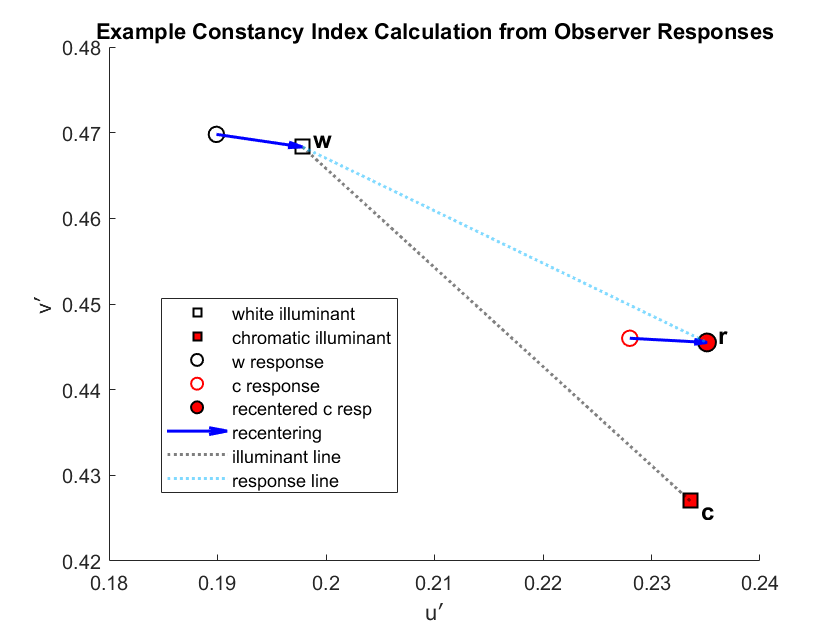 Example Constancy Index Calculation from Observer Responses
0.48
0.47
0.46
0.45
0.44
0.43
0.42
v′
w
r
c
white illuminant
chromatic illuminant
w response
c response
recentered c resp
recentering
illuminant line
response line
0.18 0.19 0.2 0.21 0.22 0.23 0.24
u′